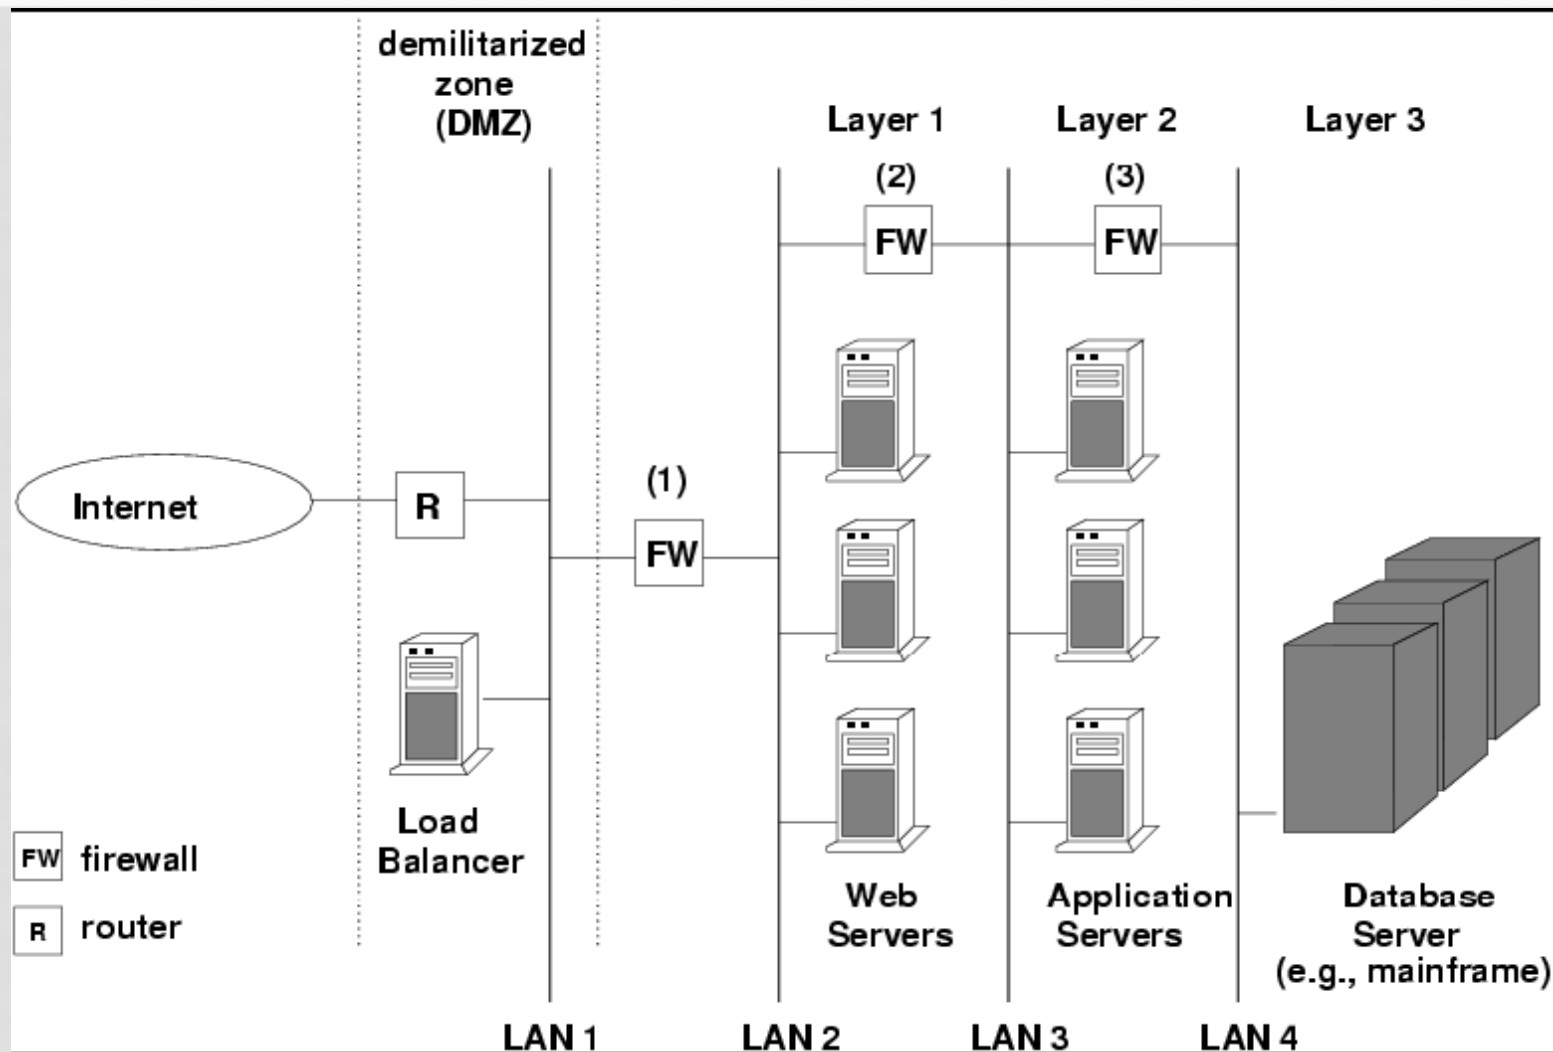 demilitarized
zone
(DMZ)
Layer 1
Layer 2
Layer 3
(2)
(3)
FW
FW
(1)
Internet
R
FW
Load
Balancer
FW firewall
R router
Web
Servers
Application
Servers
Database
Server
(e.g., mainframe)
LAN 1
LAN 2
LAN 3
LAN 4